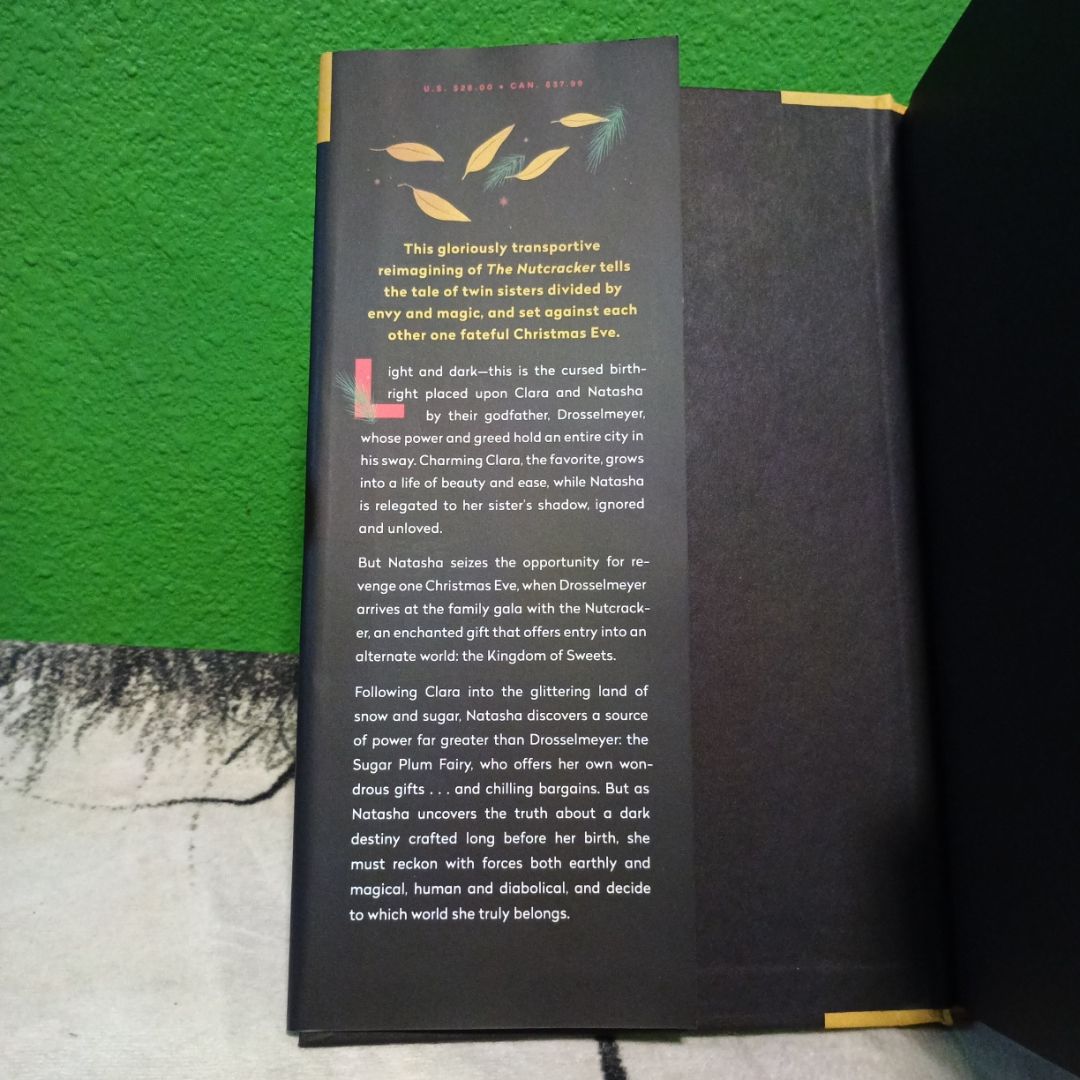 U.S. $28.00 • CAN. $37.99
This gloriously transportive
reimagining of The Nutcracker tells
the tale of twin sisters divided by
envy and magic, and set against each
other one fateful Christmas Eve.
Light and dark—this is the cursed birth-
right placed upon Clara and Natasha
by their godfather, Drosselmeyer,
whose power and greed hold an entire city in
his sway. Charming Clara, the favorite, grows
into a life of beauty and ease, while Natasha
is relegated to her sister's shadow, ignored
and unloved.
But Natasha seizes the opportunity for re-
venge one Christmas Eve, when Drosselmeyer
arrives at the family gala with the Nutcrack-
er, an enchanted gift that offers entry into an
alternate world: the Kingdom of Sweets.
Following Clara into the glittering land of
snow and sugar, Natasha discovers a source
of power far greater than Drosselmeyer: the
Sugar Plum Fairy, who offers her own won-
drous gifts . . . and chilling bargains. But as
Natasha uncovers the truth about a dark
destiny crafted long before her birth, she
must reckon with forces both earthly and
magical, human and diabolical, and decide
to which world she truly belongs.